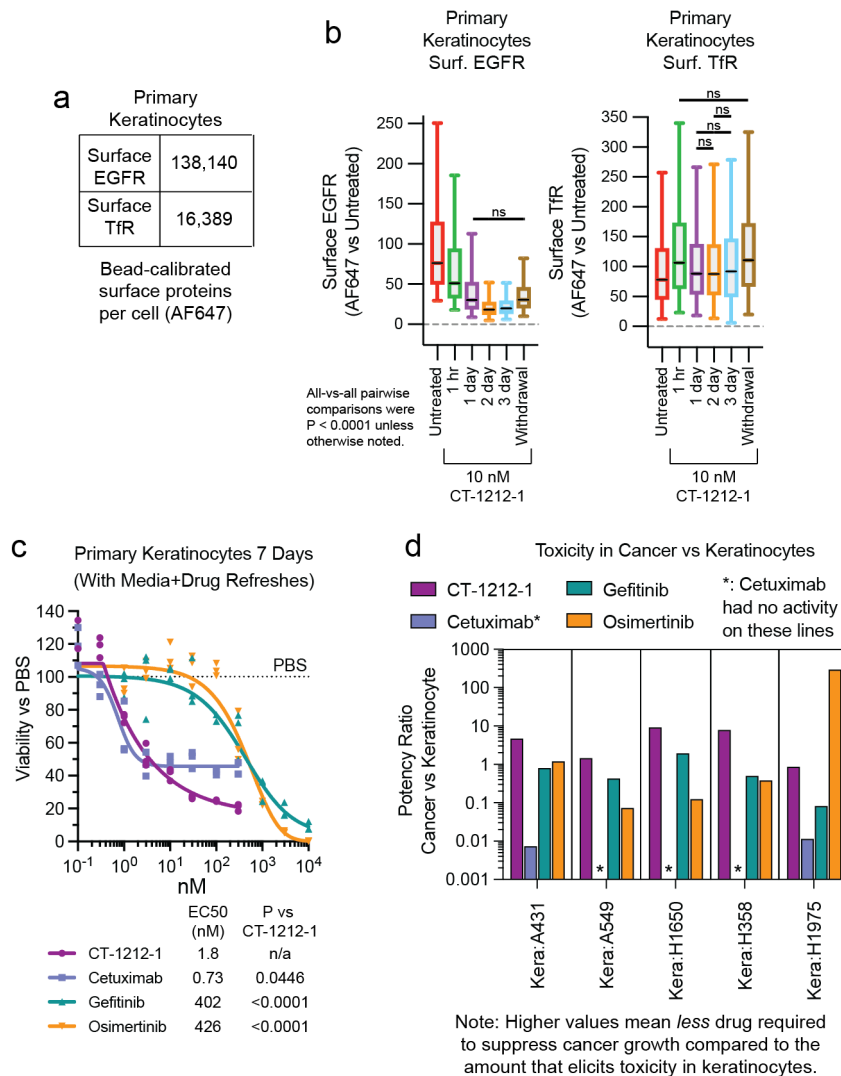 a
Primary
Keratinocytes
Surface
EGFR
138,140
Surface
TfR
16,389
Bead-calibrated
surface proteins
per cell (AF647)
b
Primary
Keratinocytes
Surf. EGFR
Surface EGFR
(AF647 vs Untreated)
250
200
150
100
50
0
ns
Untreated
1 hr
1 day
2 day
3 day
Withdrawal
10 nM
CT-1212-1
All-vs-all pairwise
comparisons were
P < 0.0001 unless
otherwise noted.
Primary
Keratinocytes
Surf. TfR
Surface TfR
(AF647 vs Untreated)
350
300
250
200
150
100
50
0
ns
ns
ns
ns
Untreated
1 hr
1 day
2 day
3 day
Withdrawal
10 nM
CT-1212-1
c
Primary Keratinocytes 7 Days
(With Media+Drug Refreshes)
Viability vs PBS
140
120
100
80
60
40
20
0
PBS
10⁻¹ 10⁰ 10¹ 10² 10³ 10⁴
nM
EC50 P vs
(nM) CT-1212-1
CT-1212-1 1.8 n/a
Cetuximab 0.73 0.0446
Gefitinib 402 <0.0001
Osimertinib 426 <0.0001
d
Toxicity in Cancer vs Keratinocytes
CT-1212-1
Cetuximab*
Gefitinib
Osimertinib
*: Cetuximab
had no activity
on these lines
Potency Ratio
Cancer vs Keratinocyte
1000
100
10
1
0.1
0.01
0.001
* * *
Kera:A431
Kera:A549
Kera:H1650
Kera:H358
Kera:H1975
Note: Higher values mean less drug required
to suppress cancer growth compared to the
amount that elicits toxicity in keratinocytes.